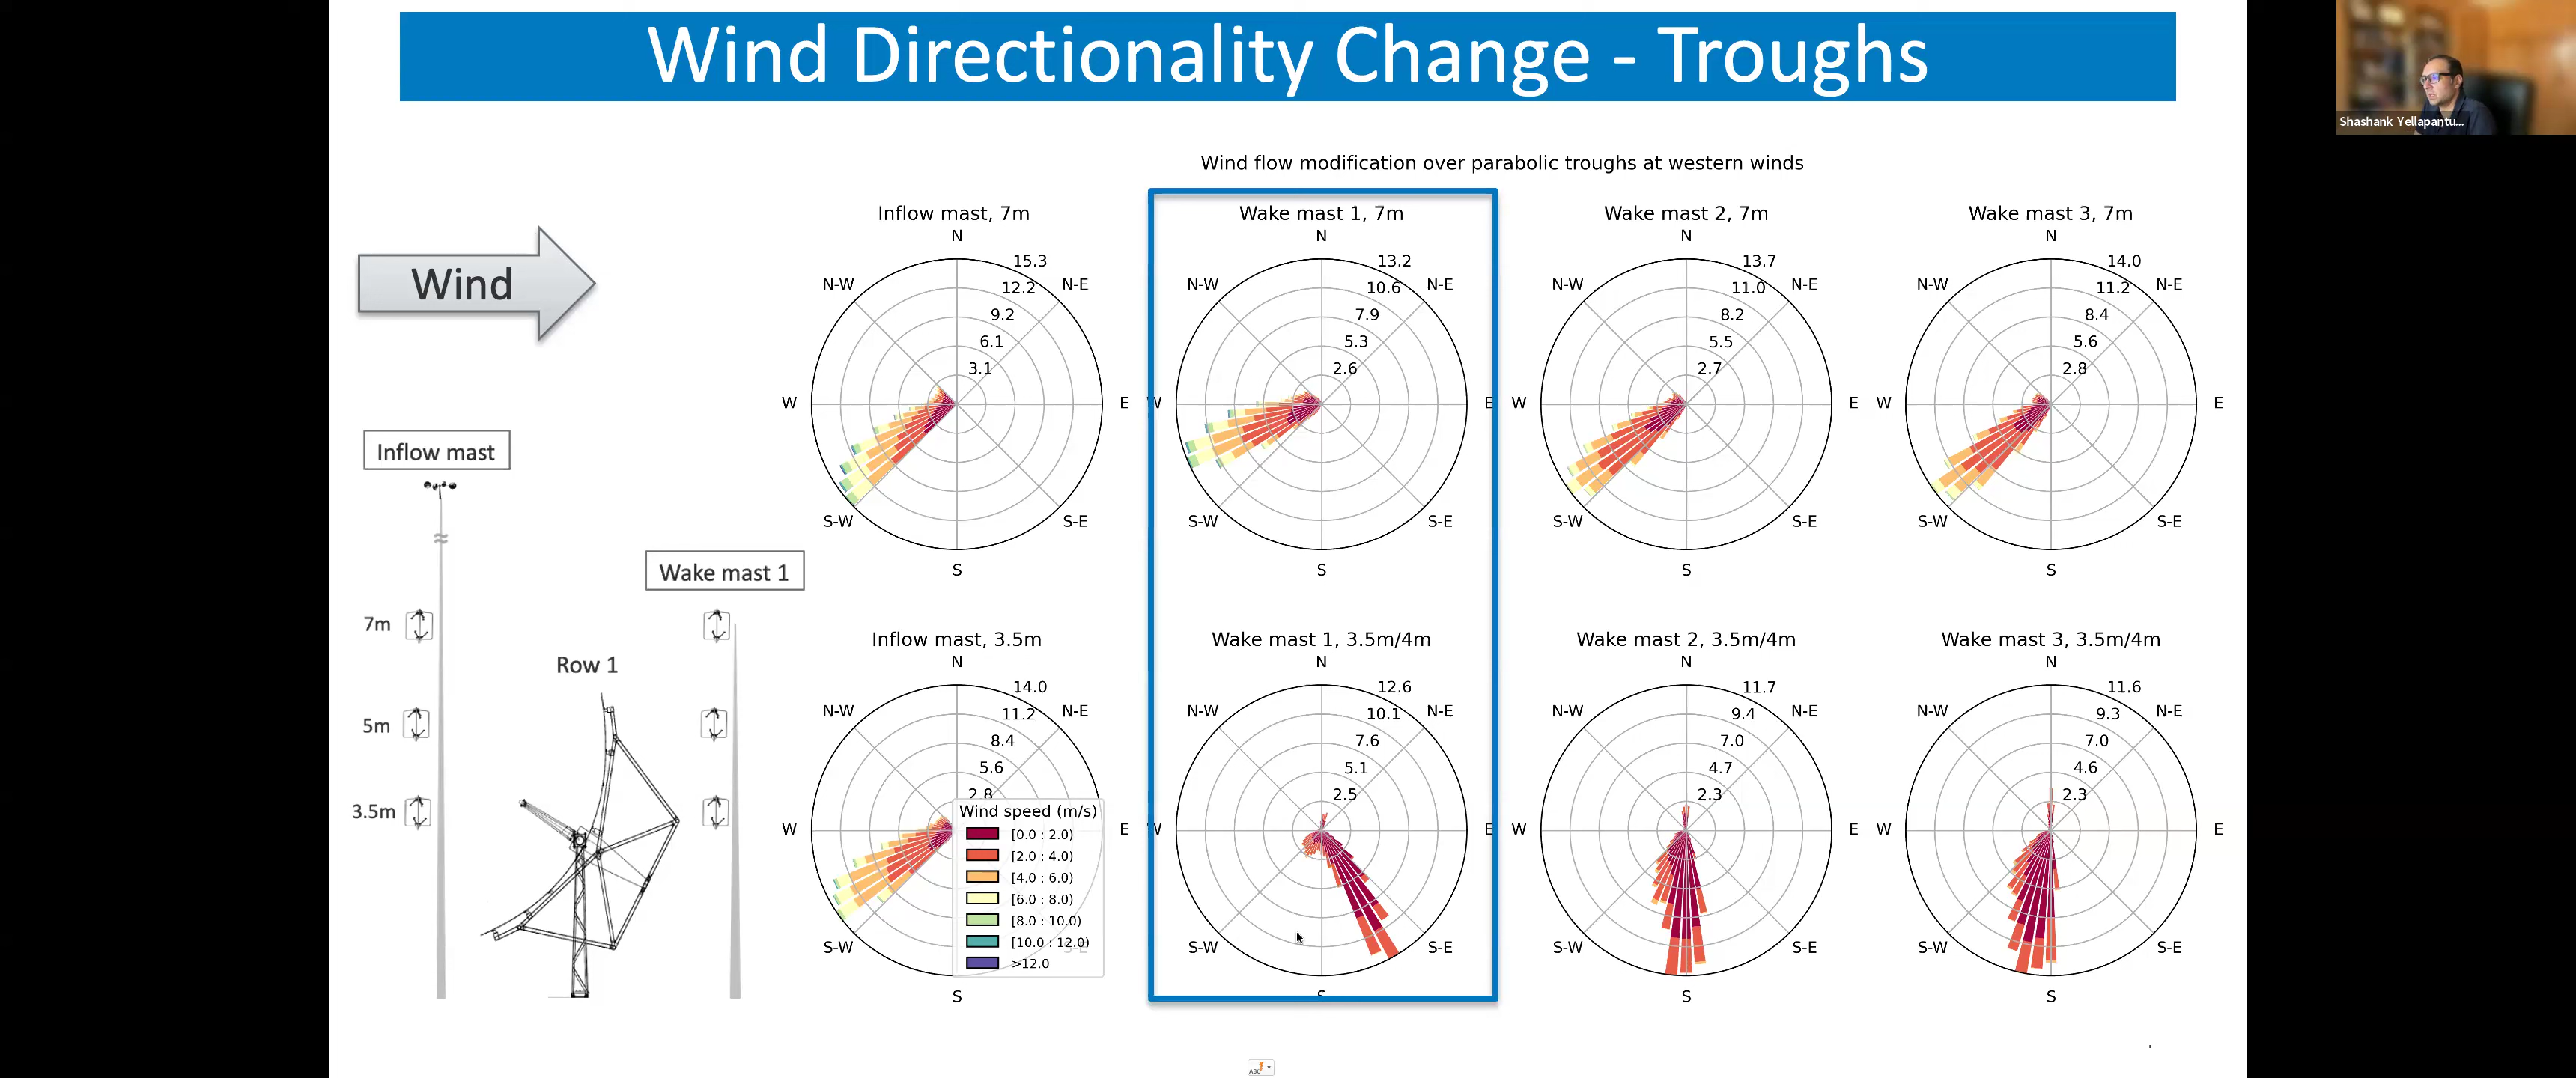 Wind Directionality Change - Troughs
Shashank Yellapantu...
Wind flow modification over parabolic troughs at western winds
Wind
Inflow mast
Wake mast 1
7m
5m
3.5m
Row 1
Inflow mast, 7m
N
15.3
12.2
9.2
6.1
3.1
N-W
N-E
W
E
S-W
S-E
S
Wake mast 1, 7m
N
13.2
10.6
7.9
5.3
2.6
N-W
N-E
W
E
S-W
S-E
S
Wake mast 2, 7m
N
13.7
11.0
8.2
5.5
2.7
N-W
N-E
W
E
S-W
S-E
S
Wake mast 3, 7m
N
14.0
11.2
8.4
5.6
2.8
N-W
N-E
W
E
S-W
S-E
S
Inflow mast, 3.5m
N
14.0
11.2
8.4
5.6
2.8
N-W
N-E
W
E
S-W
S
Wind speed (m/s)
[0.0 : 2.0)
[2.0 : 4.0)
[4.0 : 6.0)
[6.0 : 8.0)
[8.0 : 10.0)
[10.0 : 12.0)
>12.0
Wake mast 1, 3.5m/4m
N
12.6
10.1
7.6
5.1
2.5
N-W
N-E
W
E
S-W
S-E
S
Wake mast 2, 3.5m/4m
N
11.7
9.4
7.0
4.7
2.3
N-W
N-E
W
E
S-W
S-E
S
Wake mast 3, 3.5m/4m
N
11.6
9.3
7.0
4.6
2.3
N-W
N-E
W
E
S-W
S-E
S
ABC